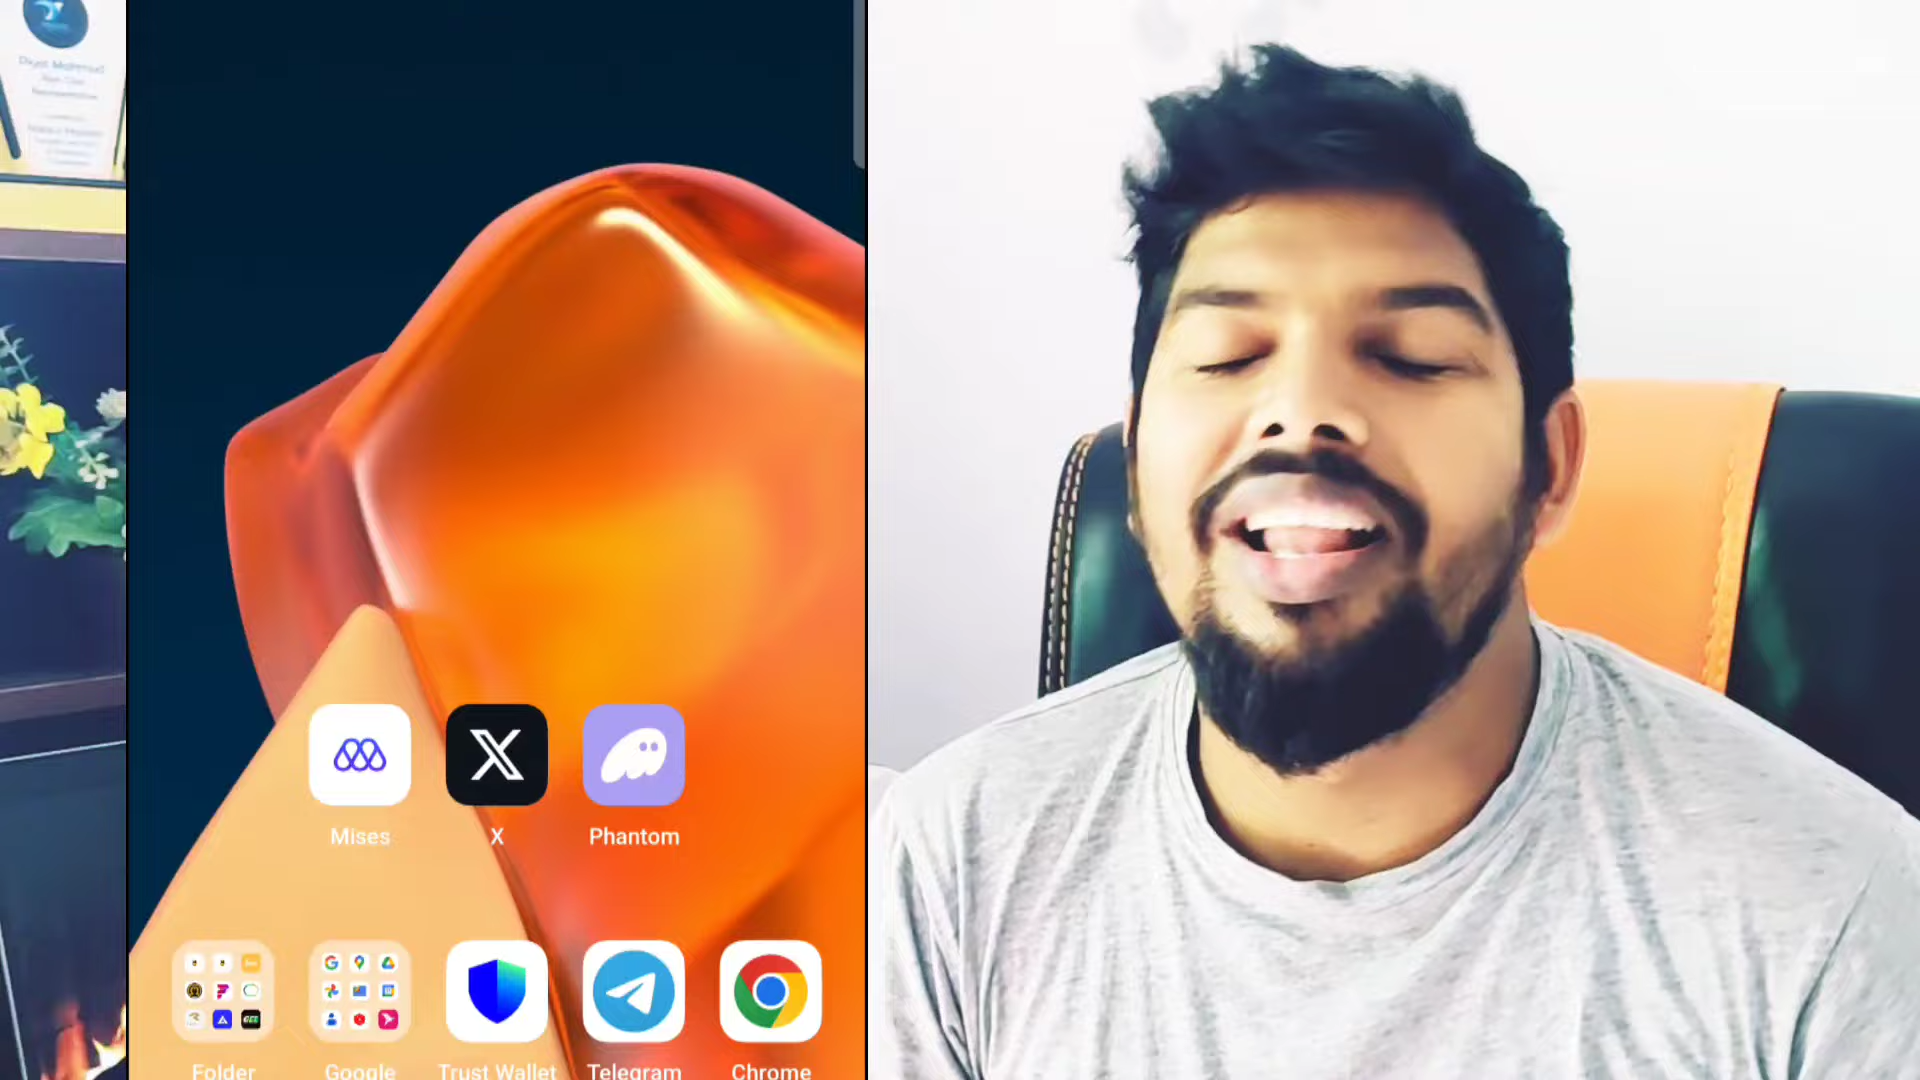 Mises
X
Phantom
Folder
Google
Trust Wallet
Telegram
Chrome